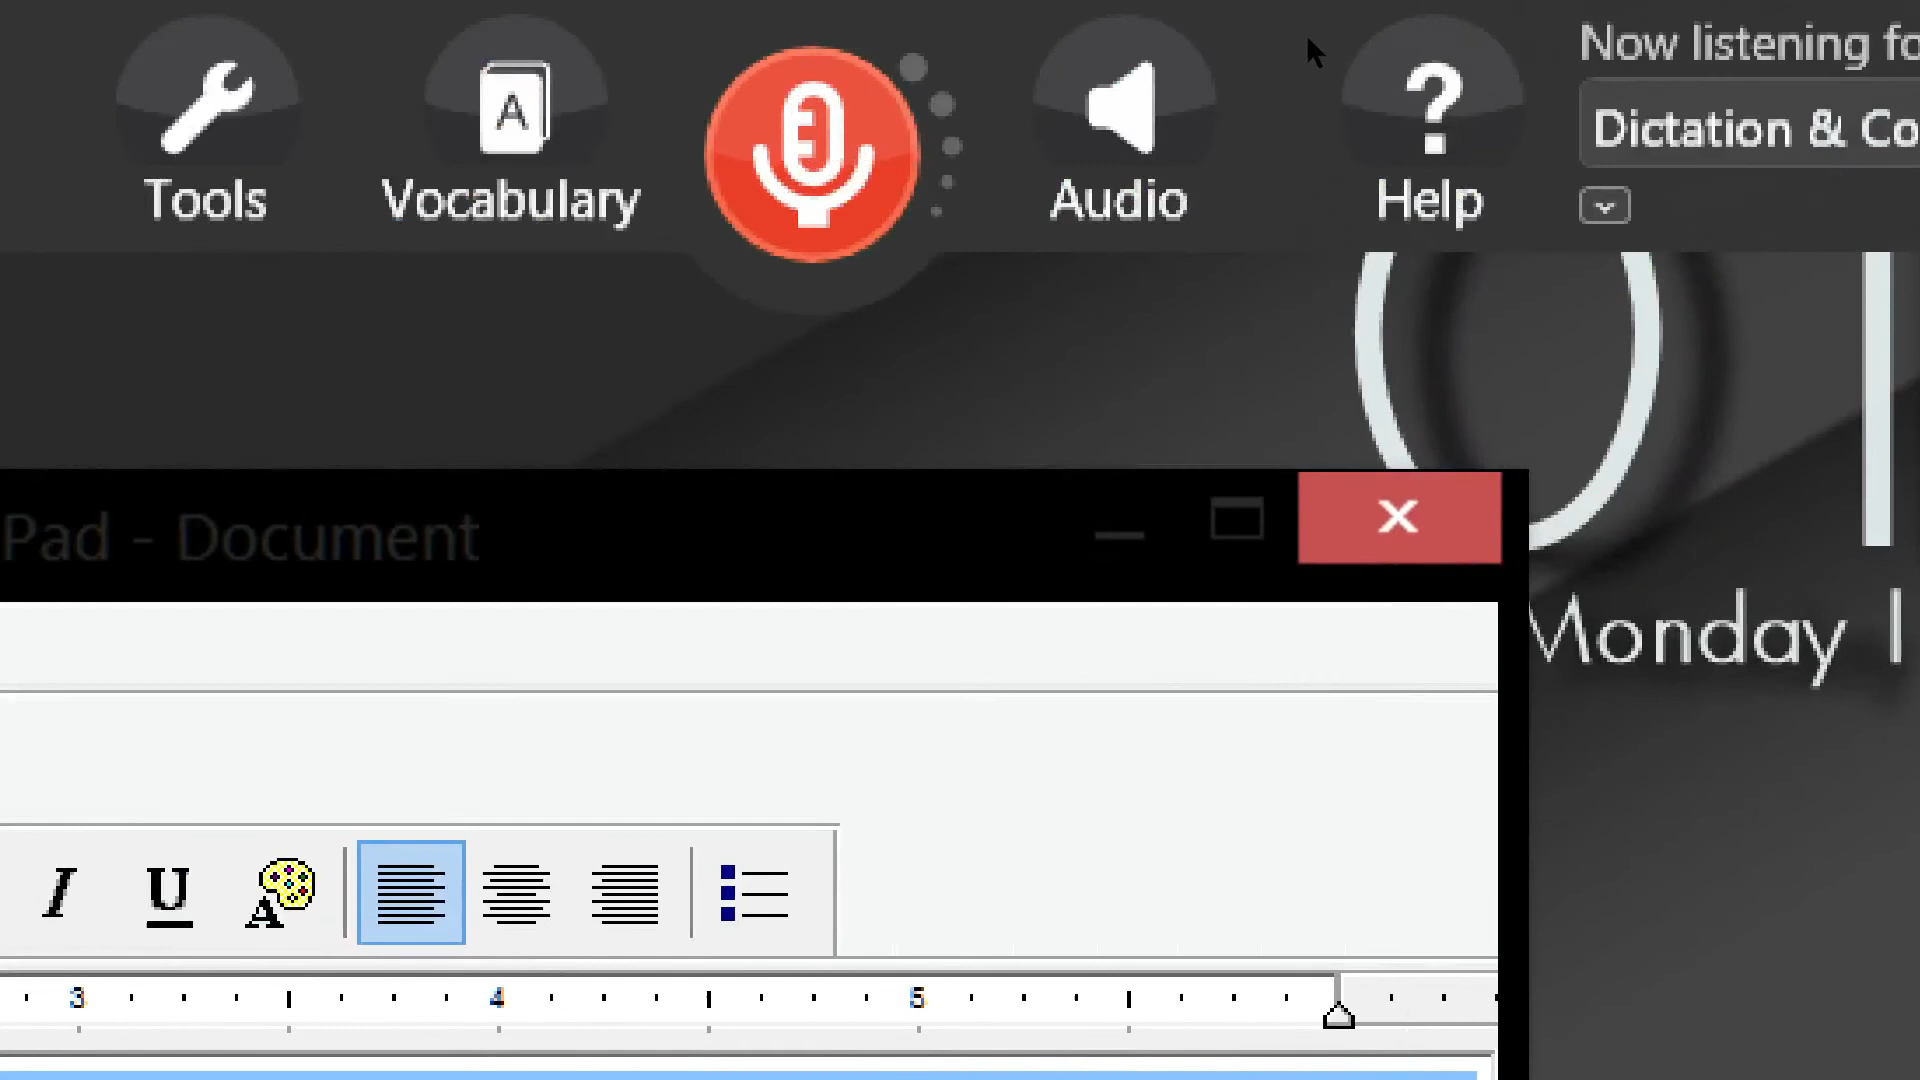 Now listening fo
A
Dictation & Co
Tools
Vocabulary
Audio
Help
Pad - Document
Monday
I
U
A
3
4
5